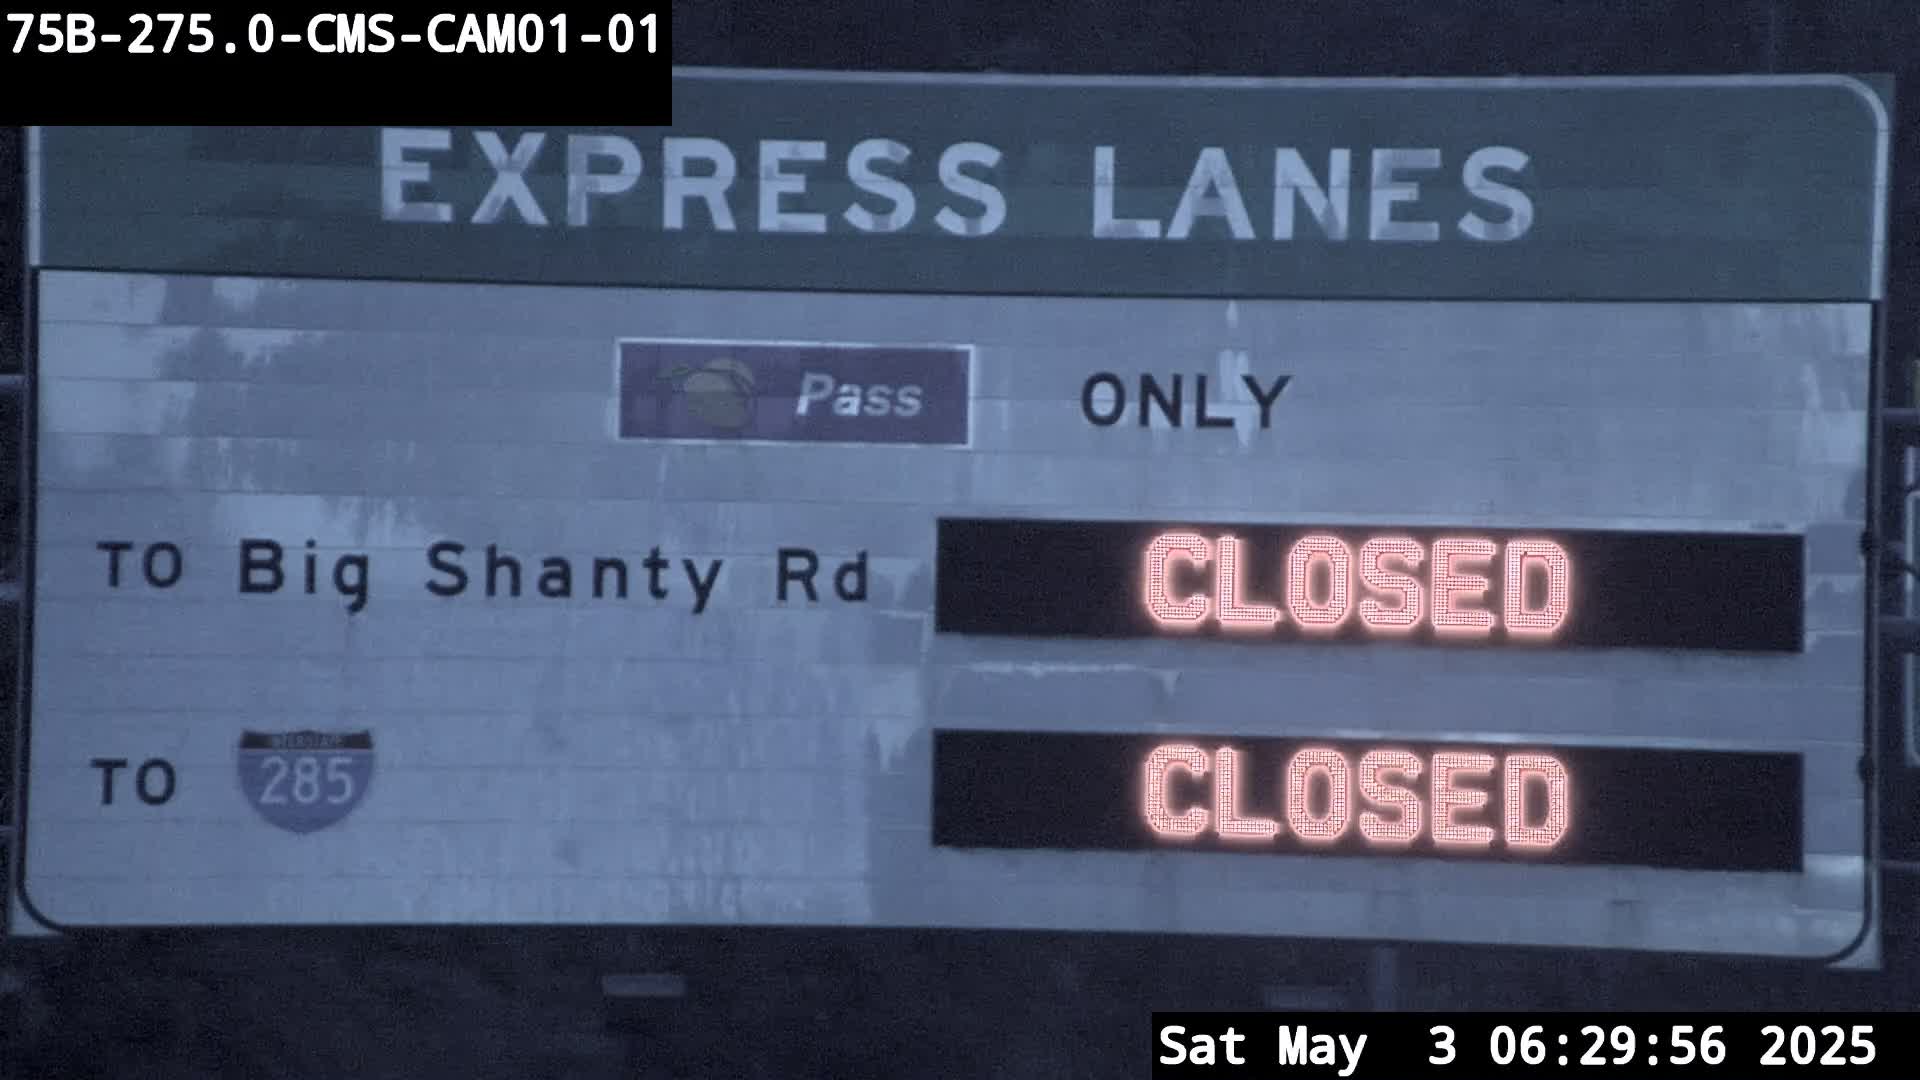 75B-275.0-CMS-CAM01-01
EXPRESS LANES
Pass ONLY
TO Big Shanty Rd CLOSED
TO INTERSTATE 285 CLOSED
Sat May 3 06:29:56 2025